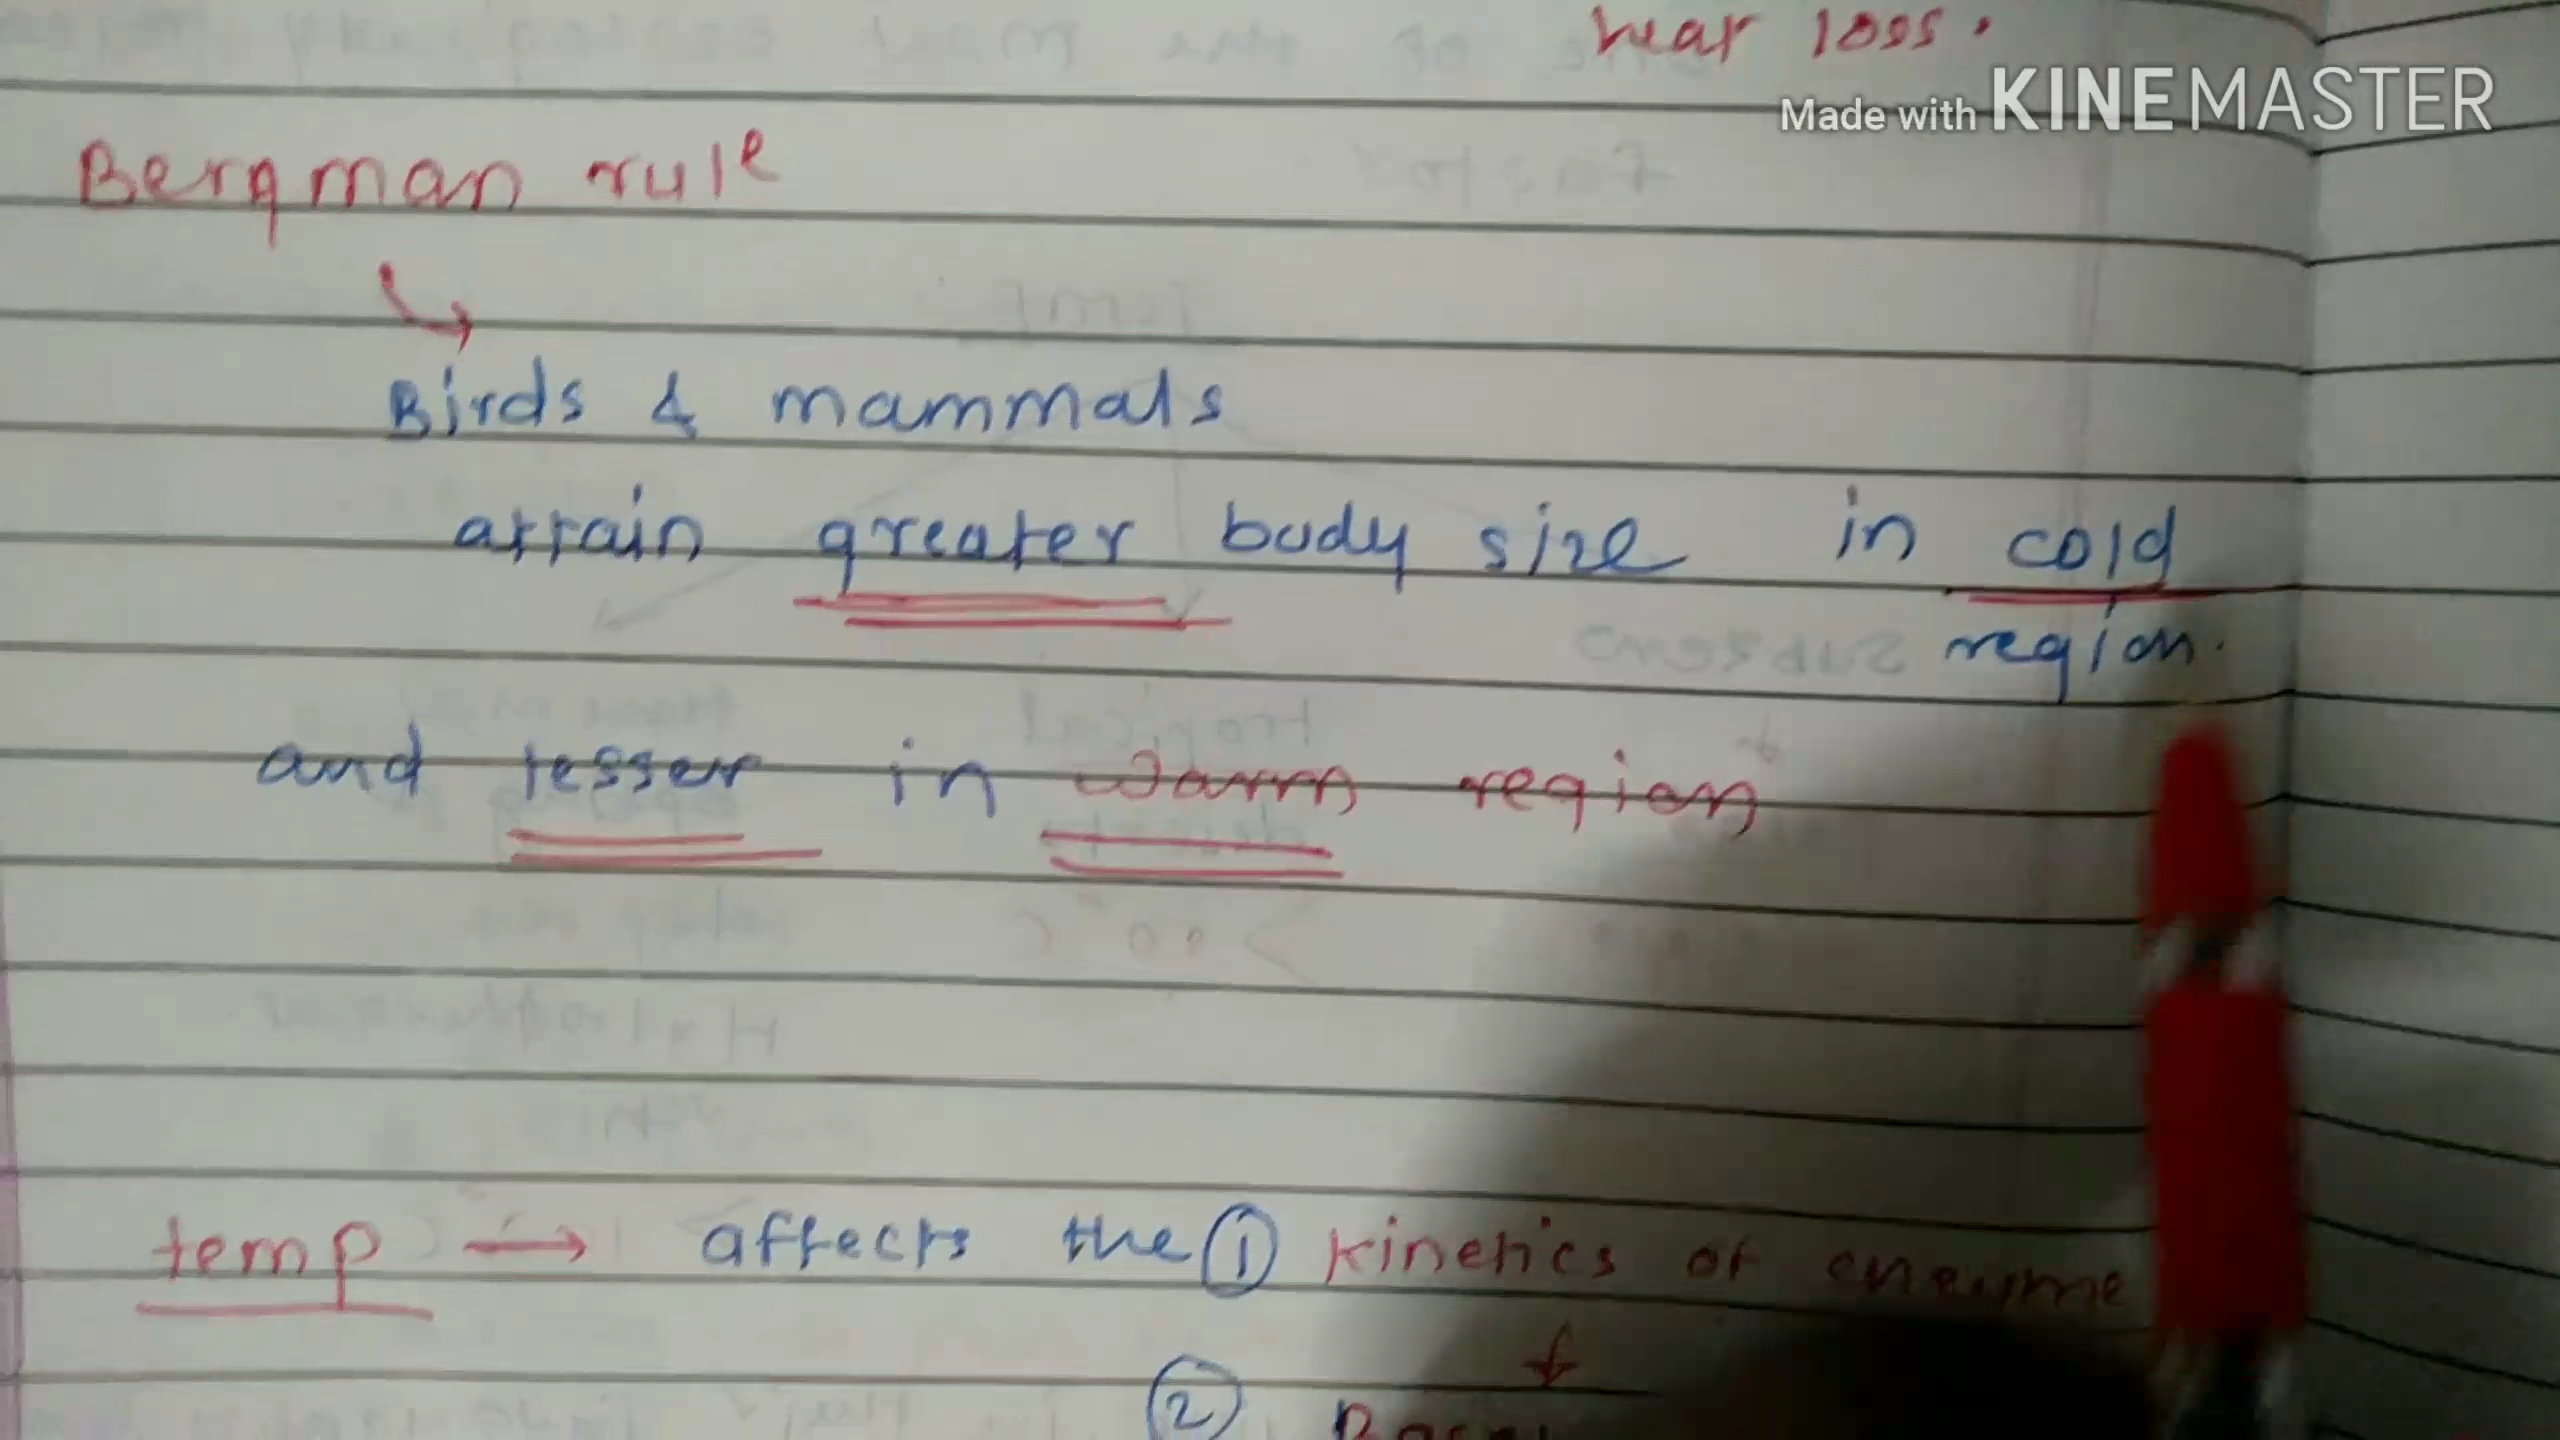 heat loss.
Made with KINEMASTER
Bergman rule
Birds & mammals
attain greater body size in cold
region.
and lesser in warm region
temp → affects the ① kinetics of enzyme
②